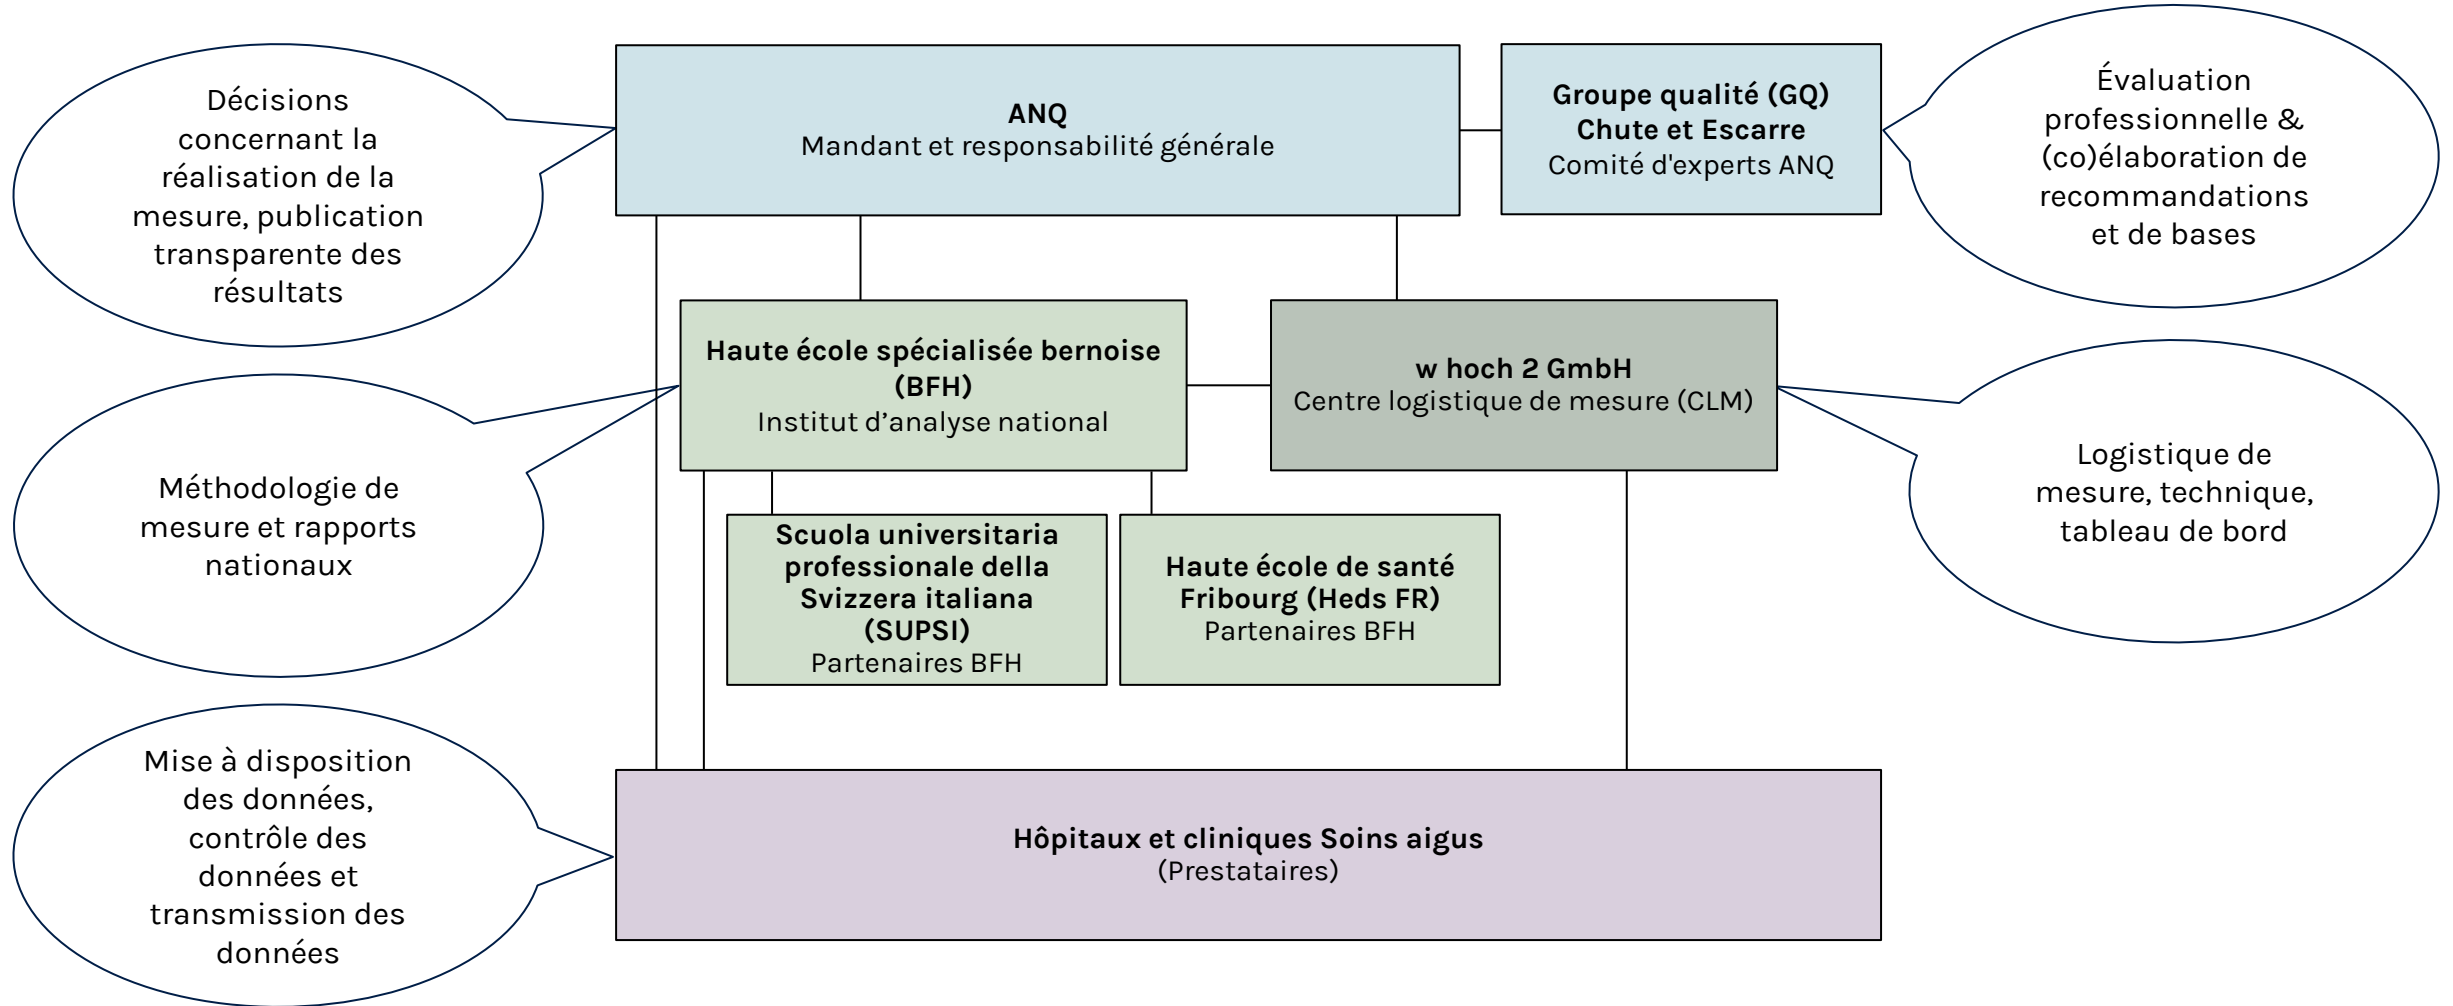 Décisions
concernant la
réalisation de la
mesure, publication
transparente des
résultats
ANQ
Mandant et responsabilité générale
Groupe qualité (GQ)
Chute et Escarre
Comité d'experts ANQ
Évaluation
professionnelle &
(co)élaboration de
recommandations
et de bases
Méthodologie de
mesure et rapports
nationaux
Haute école spécialisée bernoise
(BFH)
Institut d’analyse national
w hoch 2 GmbH
Centre logistique de mesure (CLM)
Logistique de
mesure, technique,
tableau de bord
Scuola universitaria
professionale della
Svizzera italiana
(SUPSI)
Partenaires BFH
Haute école de santé
Fribourg (Heds FR)
Partenaires BFH
Mise à disposition
des données,
contrôle des
données et
transmission des
données
Hôpitaux et cliniques Soins aigus
(Prestataires)